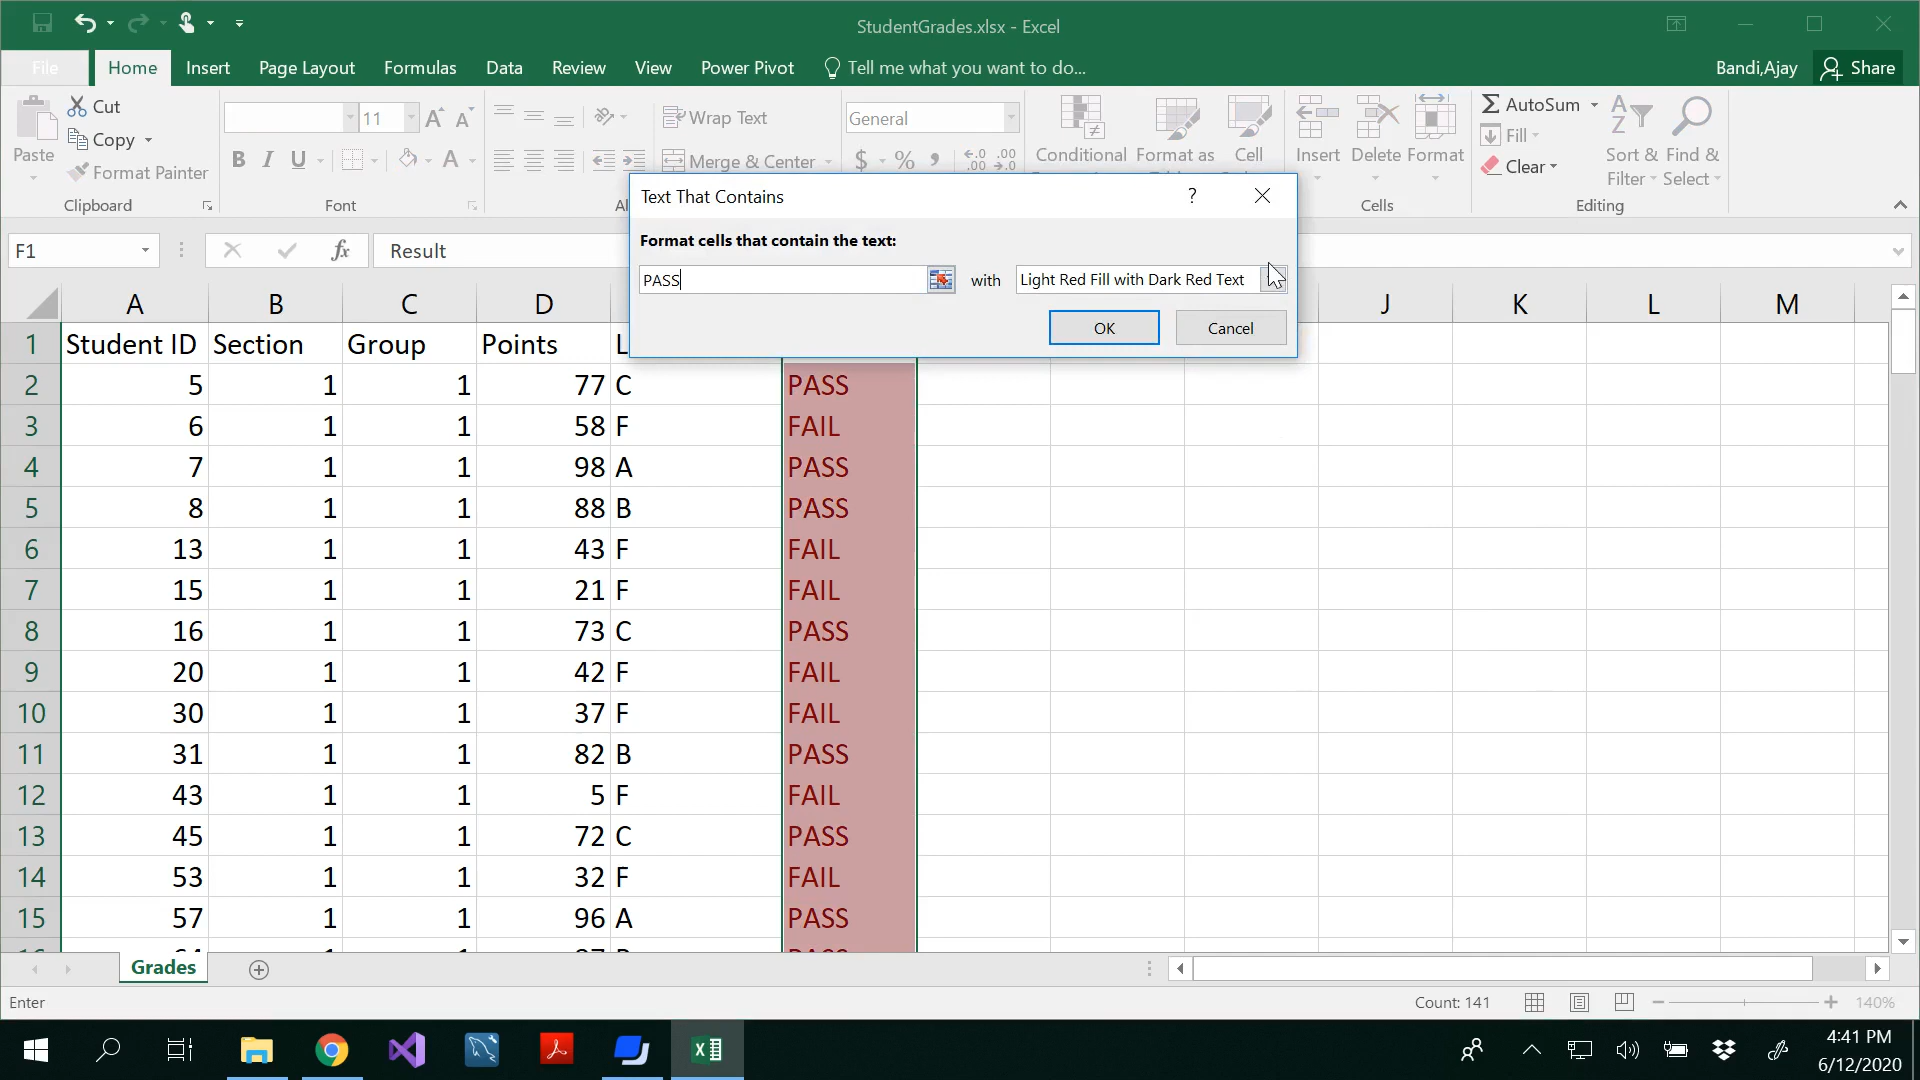 StudentGrades.xlsx - Excel
File Home Insert Page Layout Formulas Data Review View Power Pivot Tell me what you want to do... Bandi,Ajay Share
Cut
Copy
Format Painter
Paste
Clipboard
11
Font
Wrap Text
Merge & Center
General
Conditional Format as Cell
Insert Delete Format
Cells
AutoSum
Fill
Clear
Sort & Find &
Filter Select
Editing
F1 Result
Text That Contains
Format cells that contain the text:
PASS with Light Red Fill with Dark Red Text
OK Cancel
A B C D J K L M
1 Student ID Section Group Points L
2 5 1 1 77 C PASS
3 6 1 1 58 F FAIL
4 7 1 1 98 A PASS
5 8 1 1 88 B PASS
6 13 1 1 43 F FAIL
7 15 1 1 21 F FAIL
8 16 1 1 73 C PASS
9 20 1 1 42 F FAIL
10 30 1 1 37 F FAIL
11 31 1 1 82 B PASS
12 43 1 1 5 F FAIL
13 45 1 1 72 C PASS
14 53 1 1 32 F FAIL
15 57 1 1 96 A PASS
Grades
Enter Count: 141 140%
4:41 PM
6/12/2020